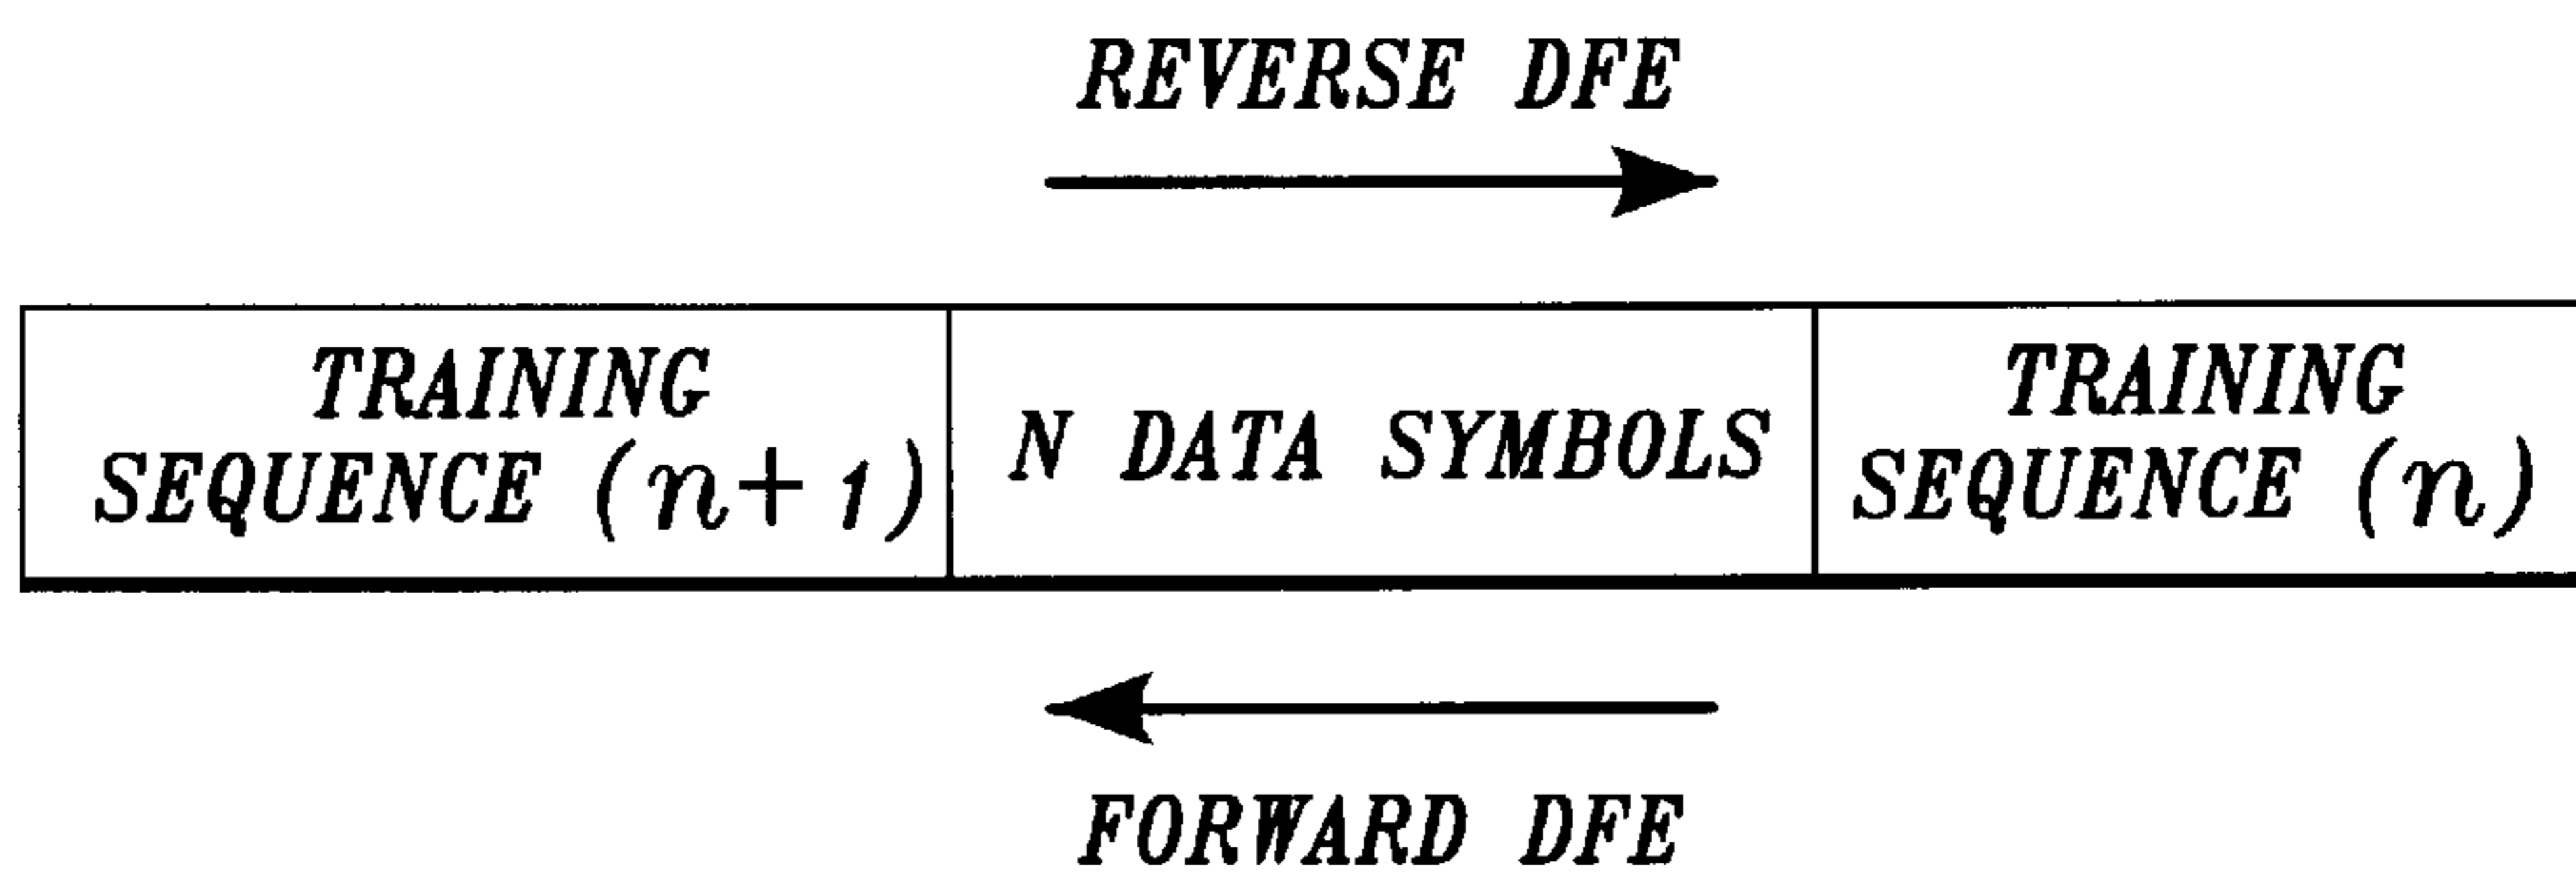 REVERSE DFE
TRAINING
SEQUENCE (n+1)
N DATA SYMBOLS
TRAINING
SEQUENCE (n)
FORWARD DFE